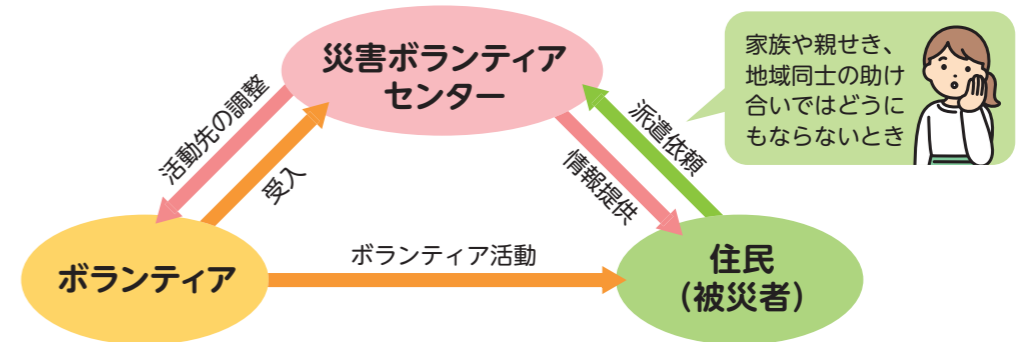 災害ボランティア
センター
家族や親せき、
地域同士の助け
合いではどうに
もならないとき
活動先の調整
受入
派遣依頼
情報提供
ボランティア
ボランティア活動
住民
（被災者）